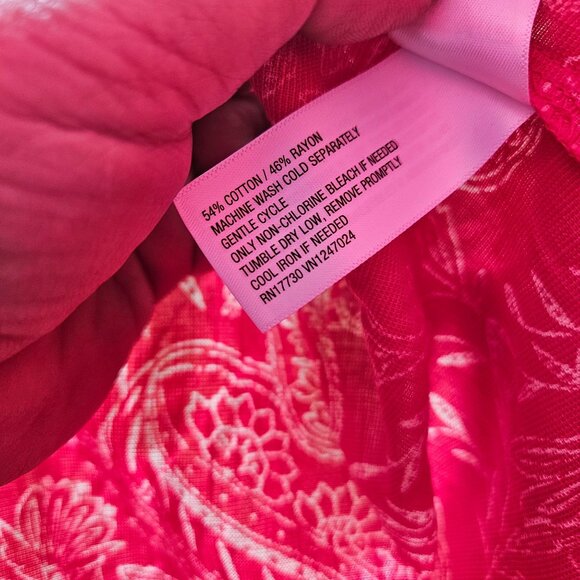 54% COTTON / 46% RAYON
MACHINE WASH COLD SEPARATELY
GENTLE CYCLE
ONLY NON-CHLORINE BLEACH IF NEEDED
TUMBLE DRY LOW, REMOVE PROMPTLY
COOL IRON IF NEEDED
RN17730 VN1247024